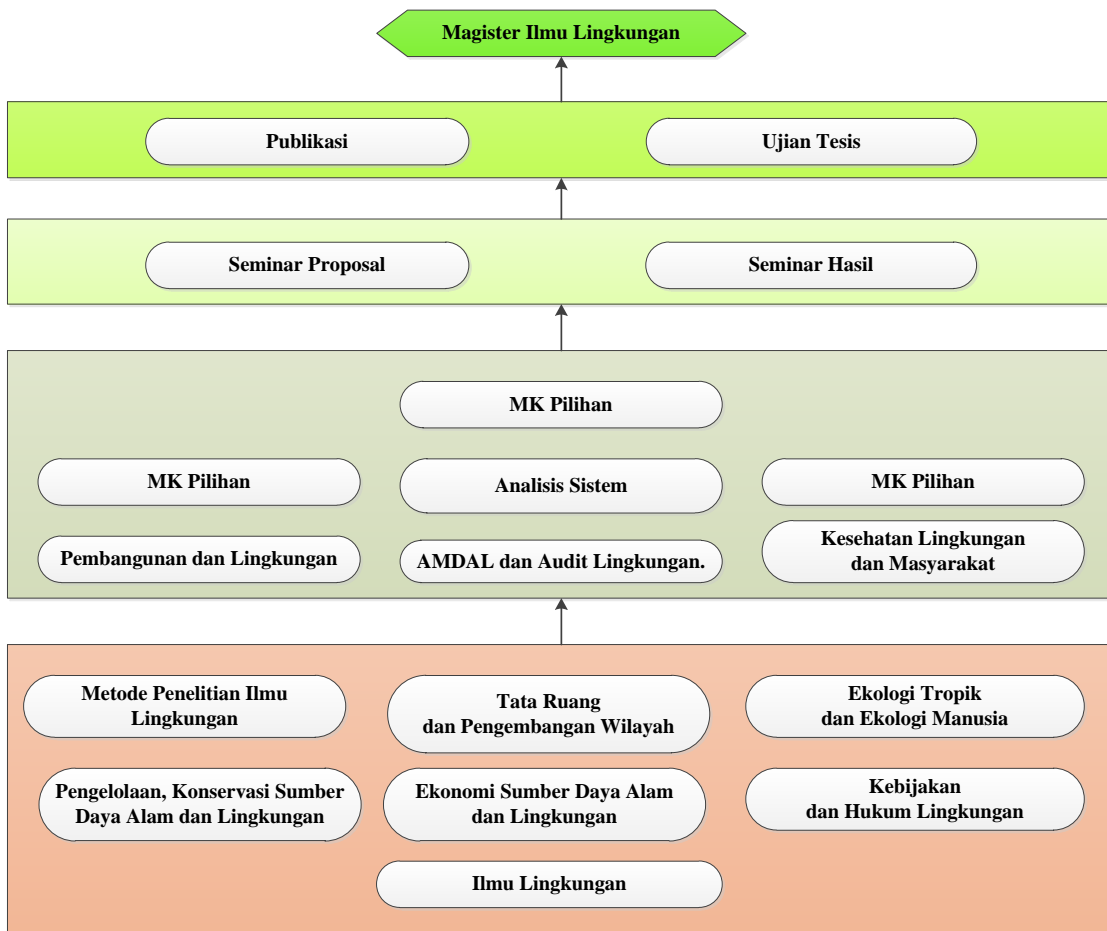 Magister Ilmu Lingkungan
Publikasi
Ujian Tesis
Seminar Proposal
Seminar Hasil
MK Pilihan
MK Pilihan
Analisis Sistem
MK Pilihan
Pembangunan dan Lingkungan
AMDAL dan Audit Lingkungan.
Kesehatan Lingkungan
dan Masyarakat
Metode Penelitian Ilmu
Lingkungan
Tata Ruang
dan Pengembangan Wilayah
Ekologi Tropik
dan Ekologi Manusia
Pengelolaan, Konservasi Sumber
Daya Alam dan Lingkungan
Ekonomi Sumber Daya Alam
dan Lingkungan
Kebijakan
dan Hukum Lingkungan
Ilmu Lingkungan